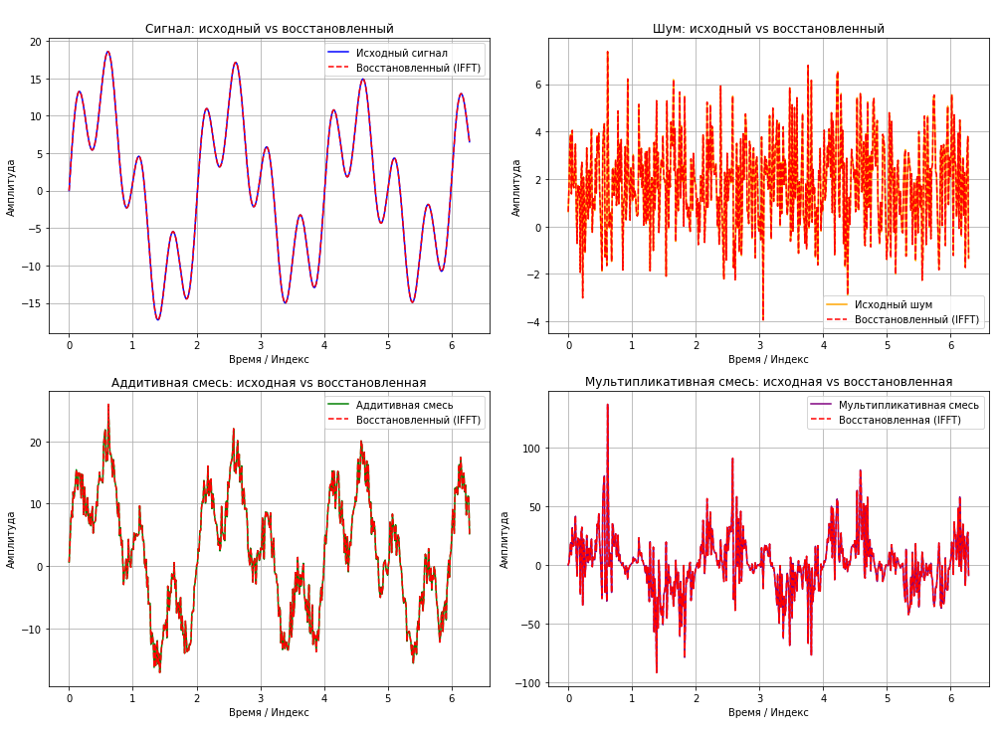 Сигнал: исходный vs восстановленный
20
15
10
5
0
−5
−10
−15
Амплитуда
Исходный сигнал
Восстановленный (IFFT)
0 1 2 3 4 5 6
Время / Индекс
Шум: исходный vs восстановленный
6
4
2
0
−2
−4
Амплитуда
Исходный шум
Восстановленный (IFFT)
0 1 2 3 4 5 6
Время / Индекс
Аддитивная смесь: исходная vs восстановленная
20
10
0
−10
Амплитуда
Аддитивная смесь
Восстановленный (IFFT)
0 1 2 3 4 5 6
Время / Индекс
Мультипликативная смесь: исходная vs восстановленная
100
50
0
−50
−100
Амплитуда
Мультипликативная смесь
Восстановленная (IFFT)
0 1 2 3 4 5 6
Время / Индекс